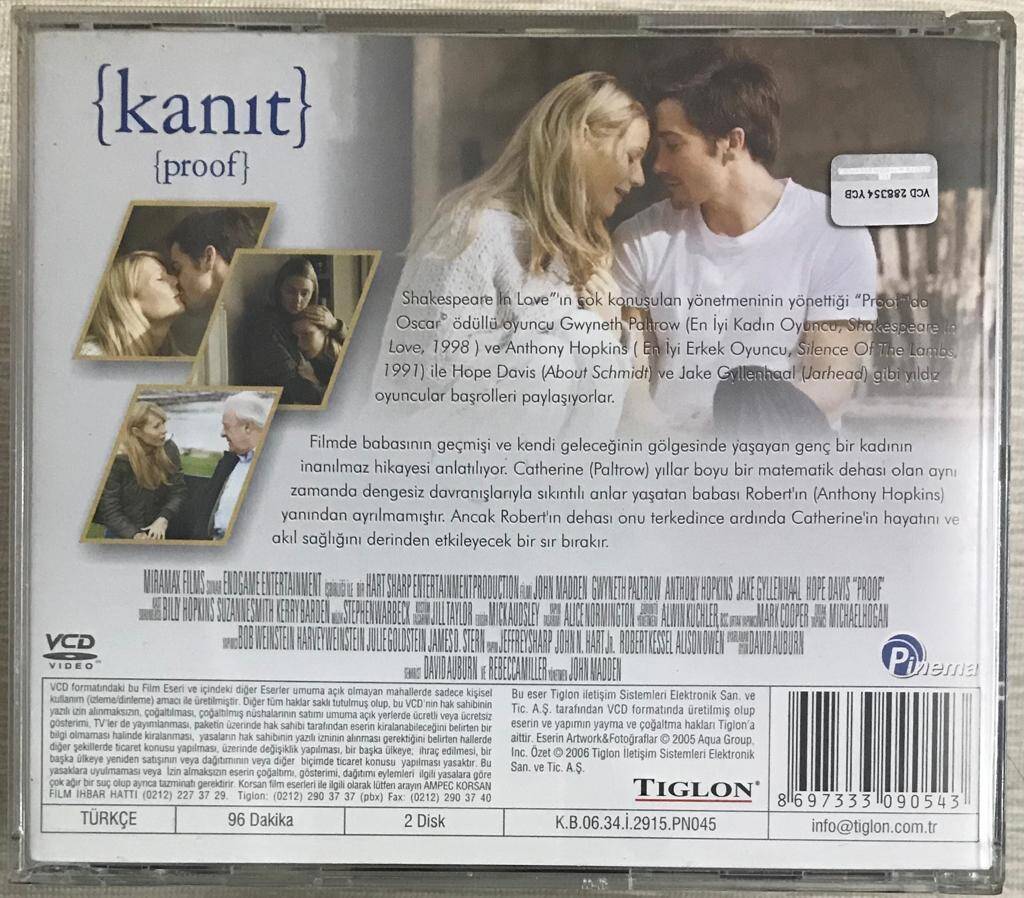 {kanıt}
{proof}
VCD 288354 YCB
Shakespeare In Love"'ın çok konuşulan yönetmeninin yönettiği "Proof"da
Oscar® ödüllü oyuncu Gwyneth Paltrow (En İyi Kadın Oyuncu, Shakespeare In
Love, 1998 ) ve Anthony Hopkins ( En İyi Erkek Oyuncu, Silence Of The Lambs,
1991) ile Hope Davis (About Schmidt) ve Jake Gyllenhaal (Jarhead) gibi yıldız
oyuncular başrolleri paylaşıyorlar.
Filmde babasının geçmişi ve kendi geleceğinin gölgesinde yaşayan genç bir kadının
inanılmaz hikayesi anlatılıyor. Catherine (Paltrow) yıllar boyu bir matematik dehası olan aynı
zamanda dengesiz davranışlarıyla sıkıntılı anlar yaşatan babası Robert'ın (Anthony Hopkins)
yanından ayrılmamıştır. Ancak Robert'ın dehası onu terkedince ardında Catherine'in hayatını ve
akıl sağlığını derinden etkileyecek bir sır bırakır.
MIRAMAX FILMS ENDGAME ENTERTAINMENT HART SHARP ENTERTAINMENT PRODUCTION JOHN MADDEN GWYNETH PALTROW ANTHONY HOPKINS JAKE GYLLENHAAL HOPE DAVIS "PROOF"
BILLY HOPKINS SUZANNE SMITH KERRY BARDEN STEPHEN WARBECK JILL TAYLOR MICK AUDSLEY ALICE NORMINGTON ALWIN KUCHLER, BSC MARK COOPER MICHAEL HOGAN
BOB WEINSTEIN HARVEY WEINSTEIN JULIE GOLDSTEIN JAMES D. STERN JEFFREY SHARP JOHN N. HART Jr. ROBERT KESSEL ALISON OWEN DAVID AUBURN
DAVID AUBURN VE REBECCA MILLER JOHN MADDEN
VCD
VIDEO
Pinema
VCD formatındaki bu Film Eseri ve içindeki diğer Eserler umuma açık olmayan mahallerde sadece kişisel
kullanım (izleme/dinleme) amacı ile üretilmiştir. Diğer tüm haklar saklı tutulmuş olup, bu VCD'nin hak sahibinin
yazılı izin alınmaksızın, çoğaltılması, çoğaltılmış nüshalarının satımı umuma açık yerlerde ücretli veya ücretsiz
gösterimi, TV'ler de yayımlanması, paketin üzerinde hak sahibi tarafından eserin kiralanabileceğini belirten bir
bilgi olmaması halinde kiralanması, yasaların hak sahibinin yazılı izninin alınması gerektiğini belirten hallerde
diğer şekillerde ticaret konusu yapılması, üzerinde değişiklik yapılması, bir başka ülkeye, ihraç edilmesi, bir
başka ülkeye yeniden satışının veya dağıtımının veya diğer biçimde ticaret konusu yapılması yasaktır. Bu
yasaklara uyulmaması veya İzin almaksızın eserin çoğaltımı, gösterimi, dağıtımı eylemleri ilgili yasalara göre
çok ağır bir suç olup ayrıca tazminatı gerektirir. Korsan film eserleri ile ilgili olarak lütfen arayın AMPEC KORSAN
FİLM İHBAR HATTI (0212) 227 37 29. Tiglon: (0212) 290 37 37 (pbx) Fax: (0212) 290 37 40
Bu eser Tiglon iletişim Sistemleri Elektronik San. ve
Tic. A.Ş. tarafından VCD formatında üretilmiş olup
eserin ve yapımın yayma ve çoğaltma hakları Tiglon'a
aittir. Eserin Artwork&Fotoğraflar © 2005 Aqua Group,
Inc. Özet © 2006 Tiglon İletişim Sistemleri Elektronik
San. ve Tic. A.Ş.
TIGLON®
8 697333 090543
TÜRKÇE
96 Dakika
2 Disk
K.B.06.34.İ.2915.PN045
info@tiglon.com.tr